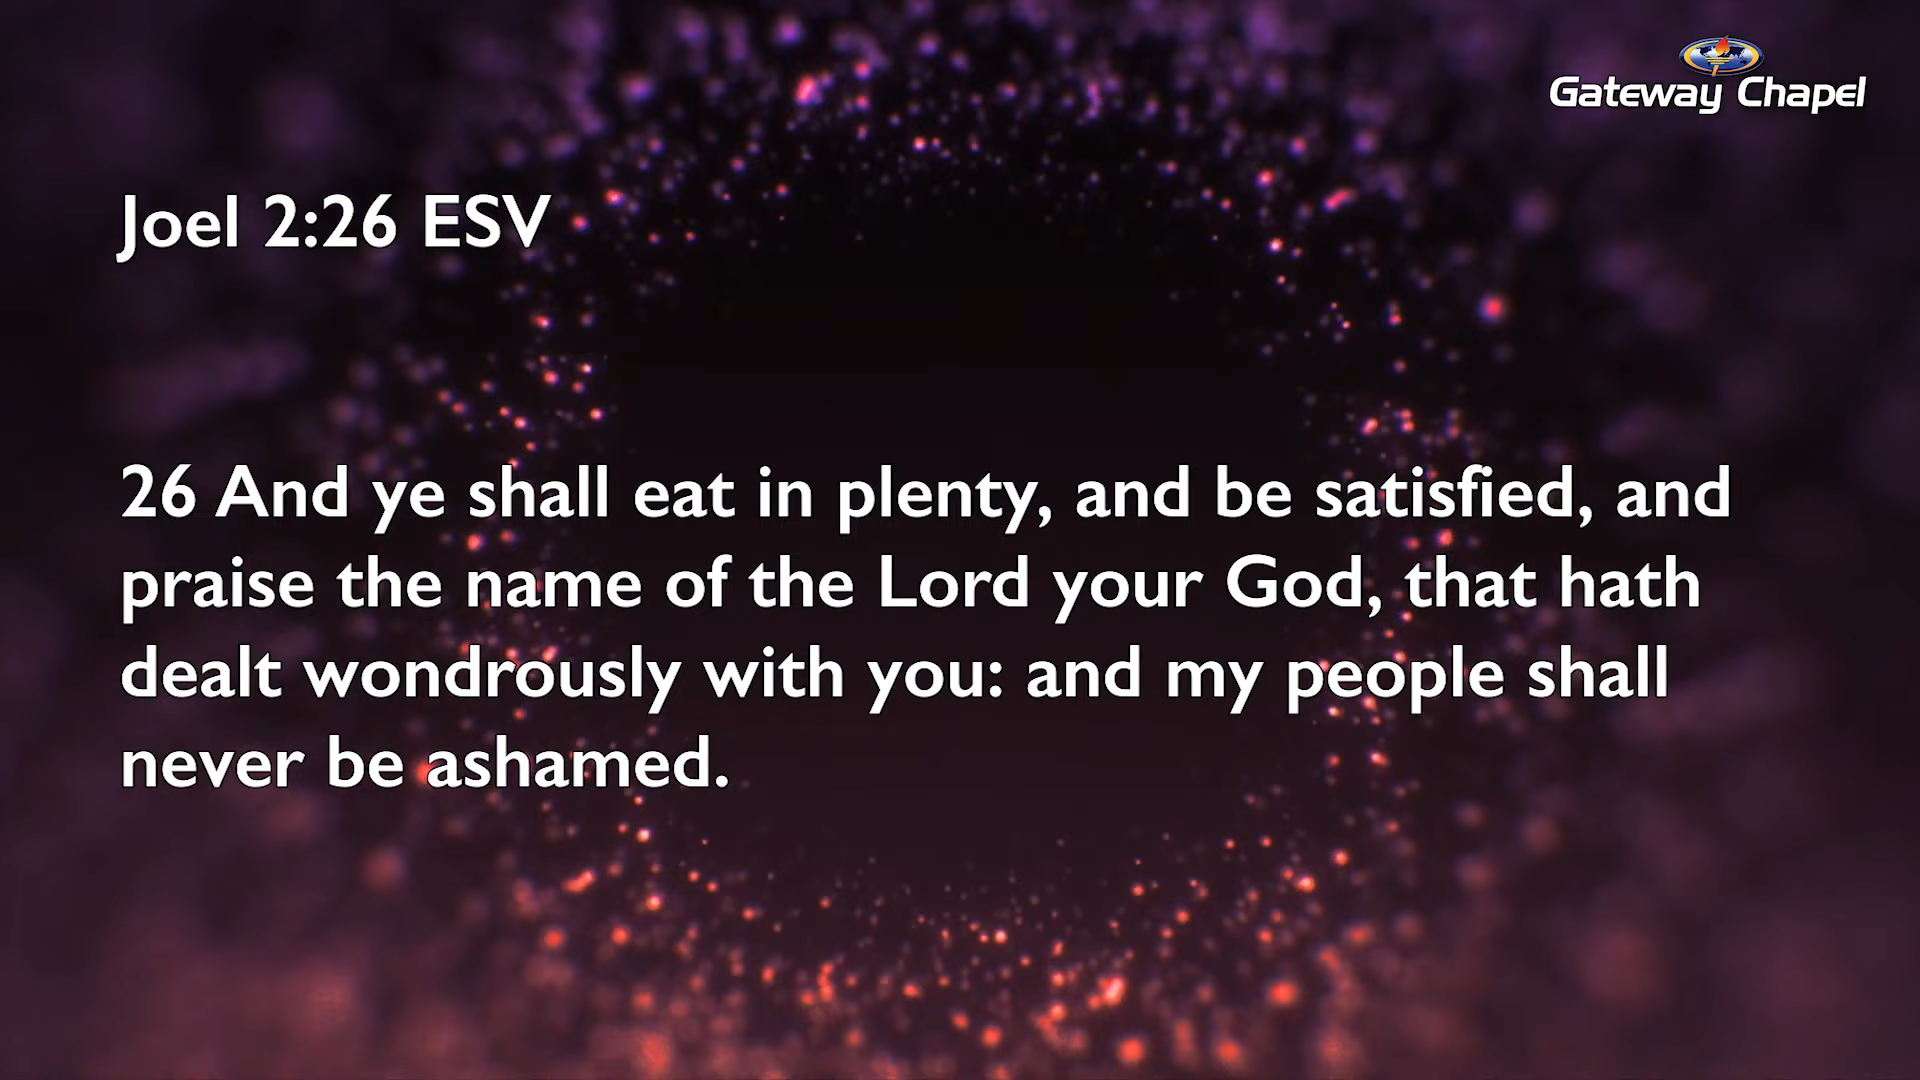 Gateway Chapel
Joel 2:26 ESV
26 And ye shall eat in plenty, and be satisfied, and
praise the name of the Lord your God, that hath
dealt wondrously with you: and my people shall
never be ashamed.